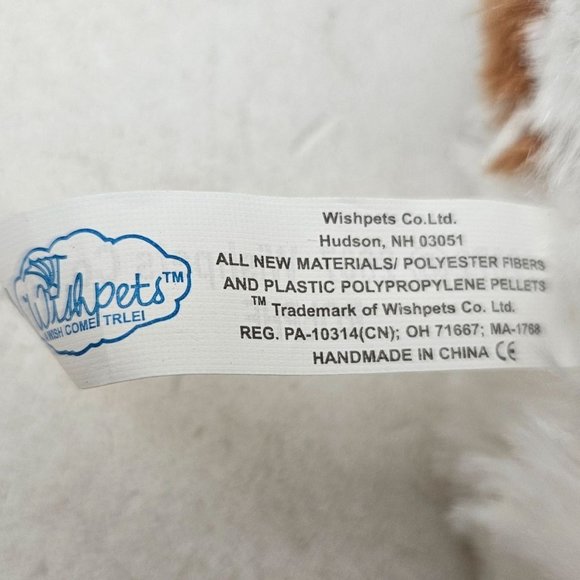 Wishpets™
WISH COME TRLE!
Wishpets Co.Ltd.
Hudson, NH 03051
ALL NEW MATERIALS/ POLYESTER FIBERS
AND PLASTIC POLYPROPYLENE PELLETS
™ Trademark of Wishpets Co. Ltd.
REG. PA-10314(CN); OH 71667; MA-1768
HANDMADE IN CHINA CE